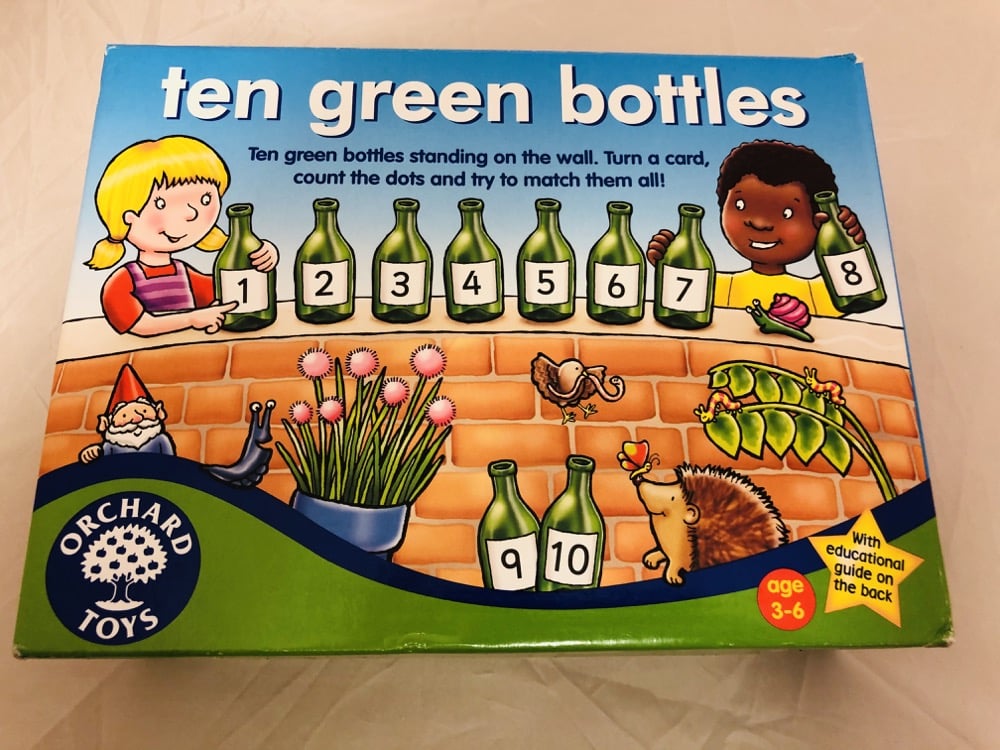 ten green bottles
Ten green bottles standing on the wall. Turn a card,
count the dots and try to match them all!
1 2 3 4 5 6 7 8
9 10
ORCHARD
TOYS
age
3-6
With
educational
guide on
the back